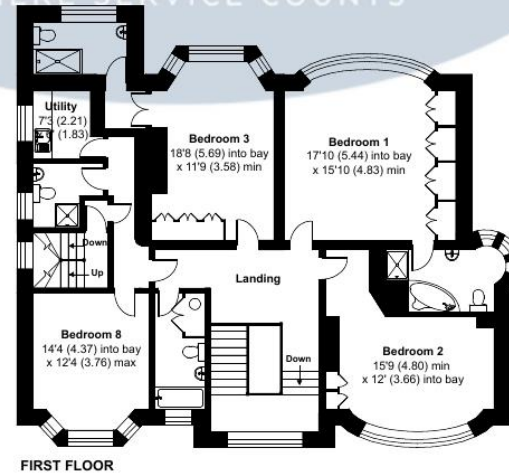 WHERE SERVICE COUNTS
Utility
7'3 (2.21)
(1.83)
Bedroom 3
18'8 (5.69) into bay
x 11'9 (3.58) min
Bedroom 1
17'10 (5.44) into bay
x 15'10 (4.83) min
Down
Up
Landing
Bedroom 8
14'4 (4.37) into bay
x 12'4 (3.76) max
Down
Bedroom 2
15'9 (4.80) min
x 12' (3.66) into bay
FIRST FLOOR